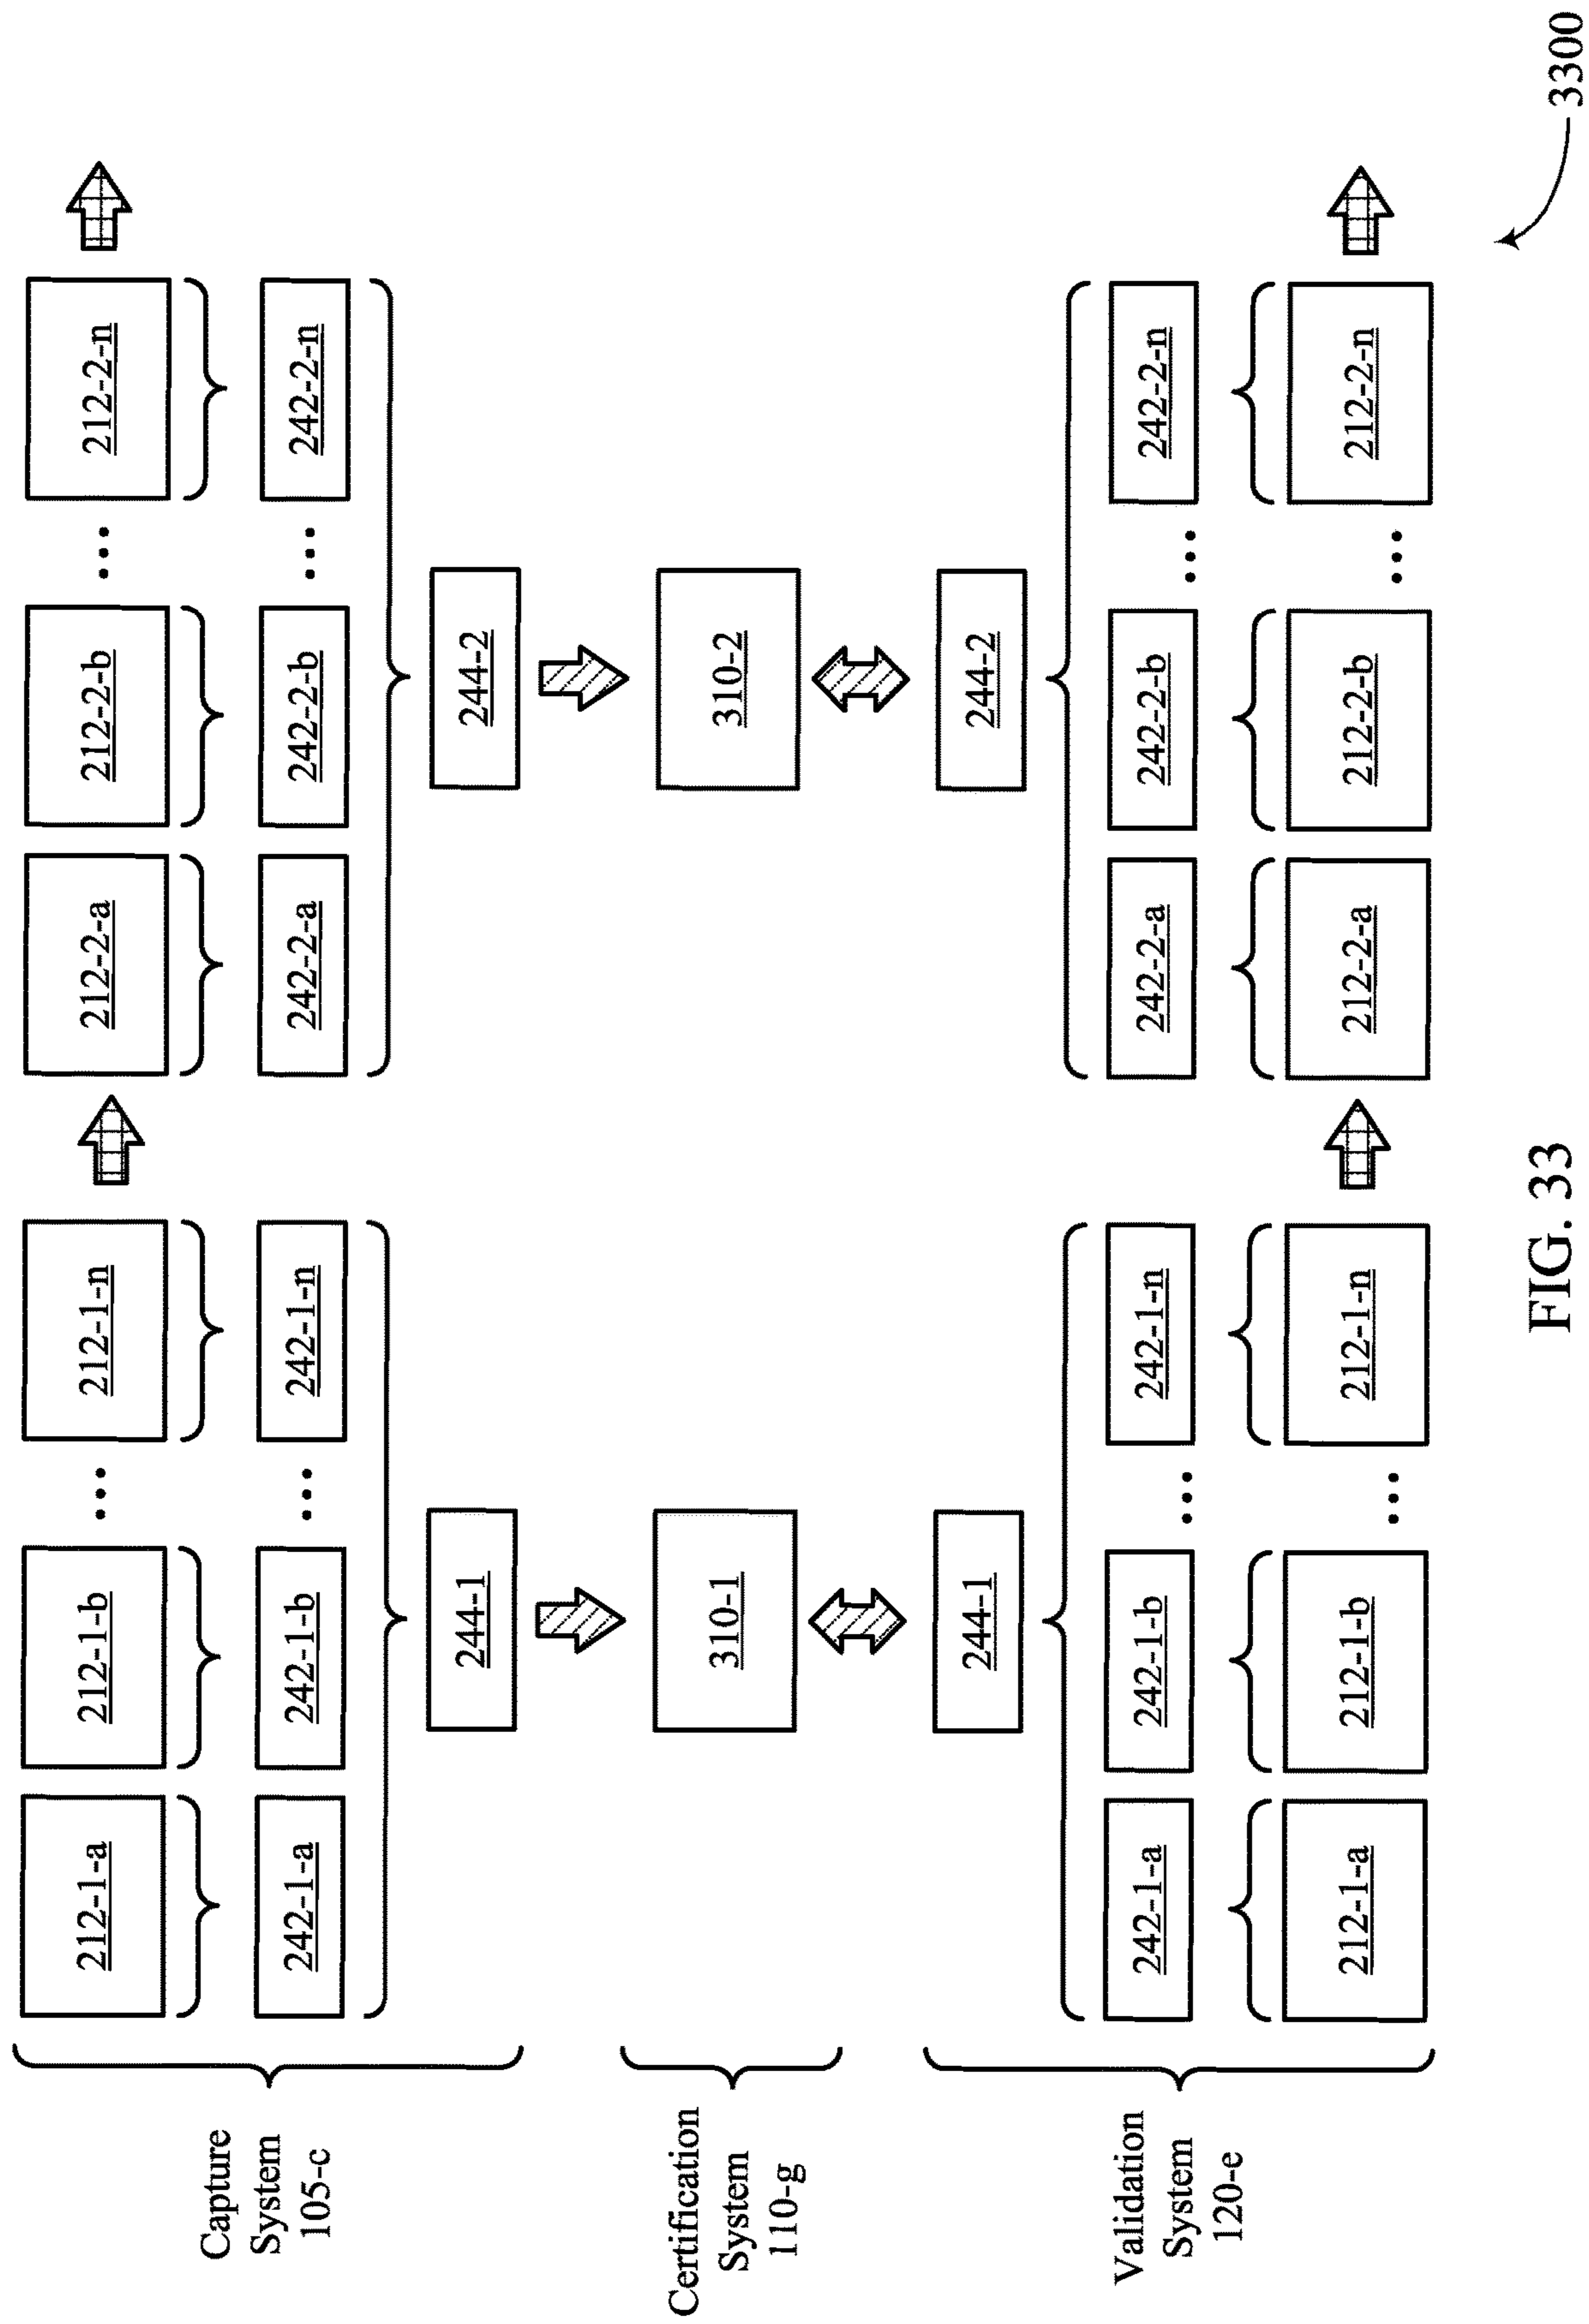 Capture
System
105-c
212-1-a
212-1-b
...
212-1-n
212-2-a
212-2-b
...
212-2-n
242-1-a
242-1-b
...
242-1-n
242-2-a
242-2-b
...
242-2-n
244-1
244-2
Certification
System
110-g
310-1
310-2
Validation
System
120-e
244-1
244-2
242-1-a
242-1-b
...
242-1-n
242-2-a
242-2-b
...
242-2-n
212-1-a
212-1-b
...
212-1-n
212-2-a
212-2-b
...
212-2-n
3300
FIG. 33